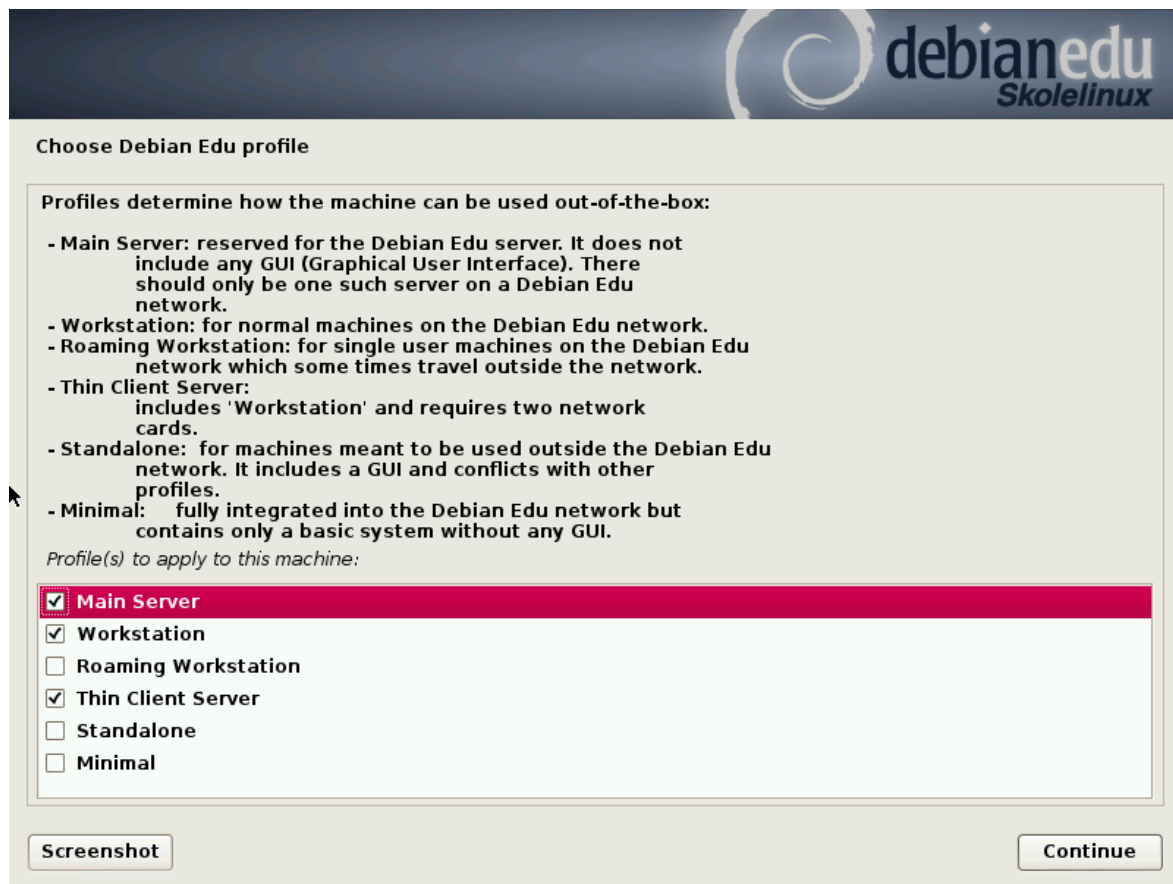 debianedu
Skolelinux
Choose Debian Edu profile
Profiles determine how the machine can be used out-of-the-box:
- Main Server: reserved for the Debian Edu server. It does not
include any GUI (Graphical User Interface). There
should only be one such server on a Debian Edu
network.
- Workstation: for normal machines on the Debian Edu network.
- Roaming Workstation: for single user machines on the Debian Edu
network which some times travel outside the network.
- Thin Client Server:
includes 'Workstation' and requires two network
cards.
- Standalone: for machines meant to be used outside the Debian Edu
network. It includes a GUI and conflicts with other
profiles.
- Minimal: fully integrated into the Debian Edu network but
contains only a basic system without any GUI.
Profile(s) to apply to this machine:
Main Server
Workstation
Roaming Workstation
Thin Client Server
Standalone
Minimal
Screenshot
Continue